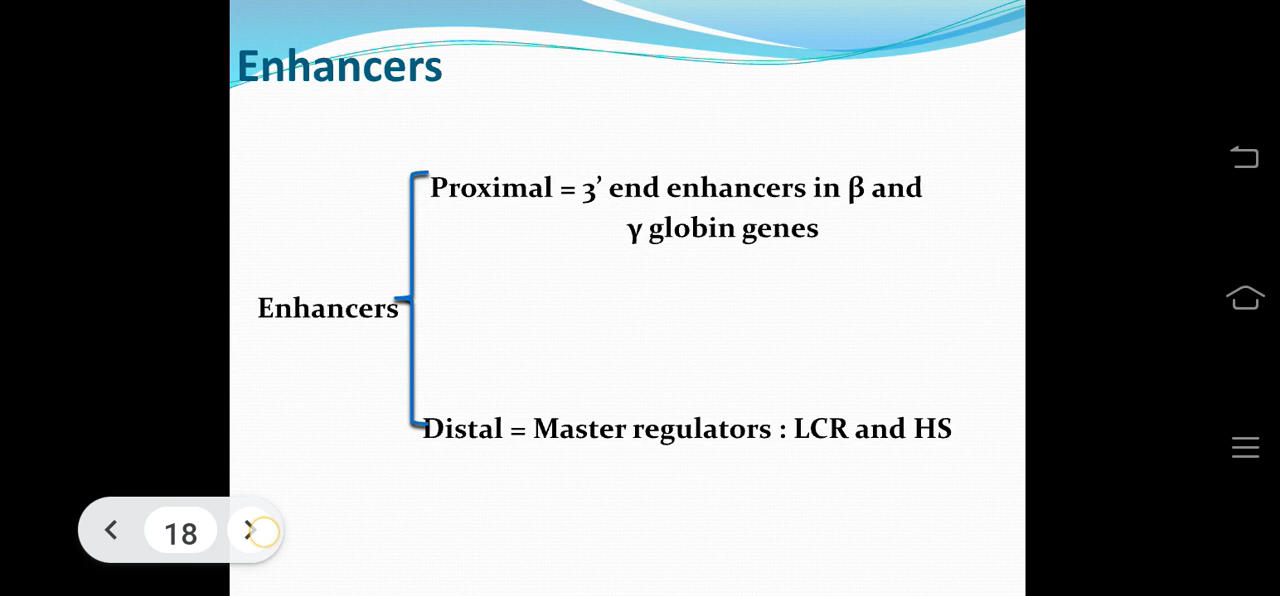 Enhancers
Proximal = 3’ end enhancers in β and
γ globin genes
Enhancers
Distal = Master regulators : LCR and HS
18